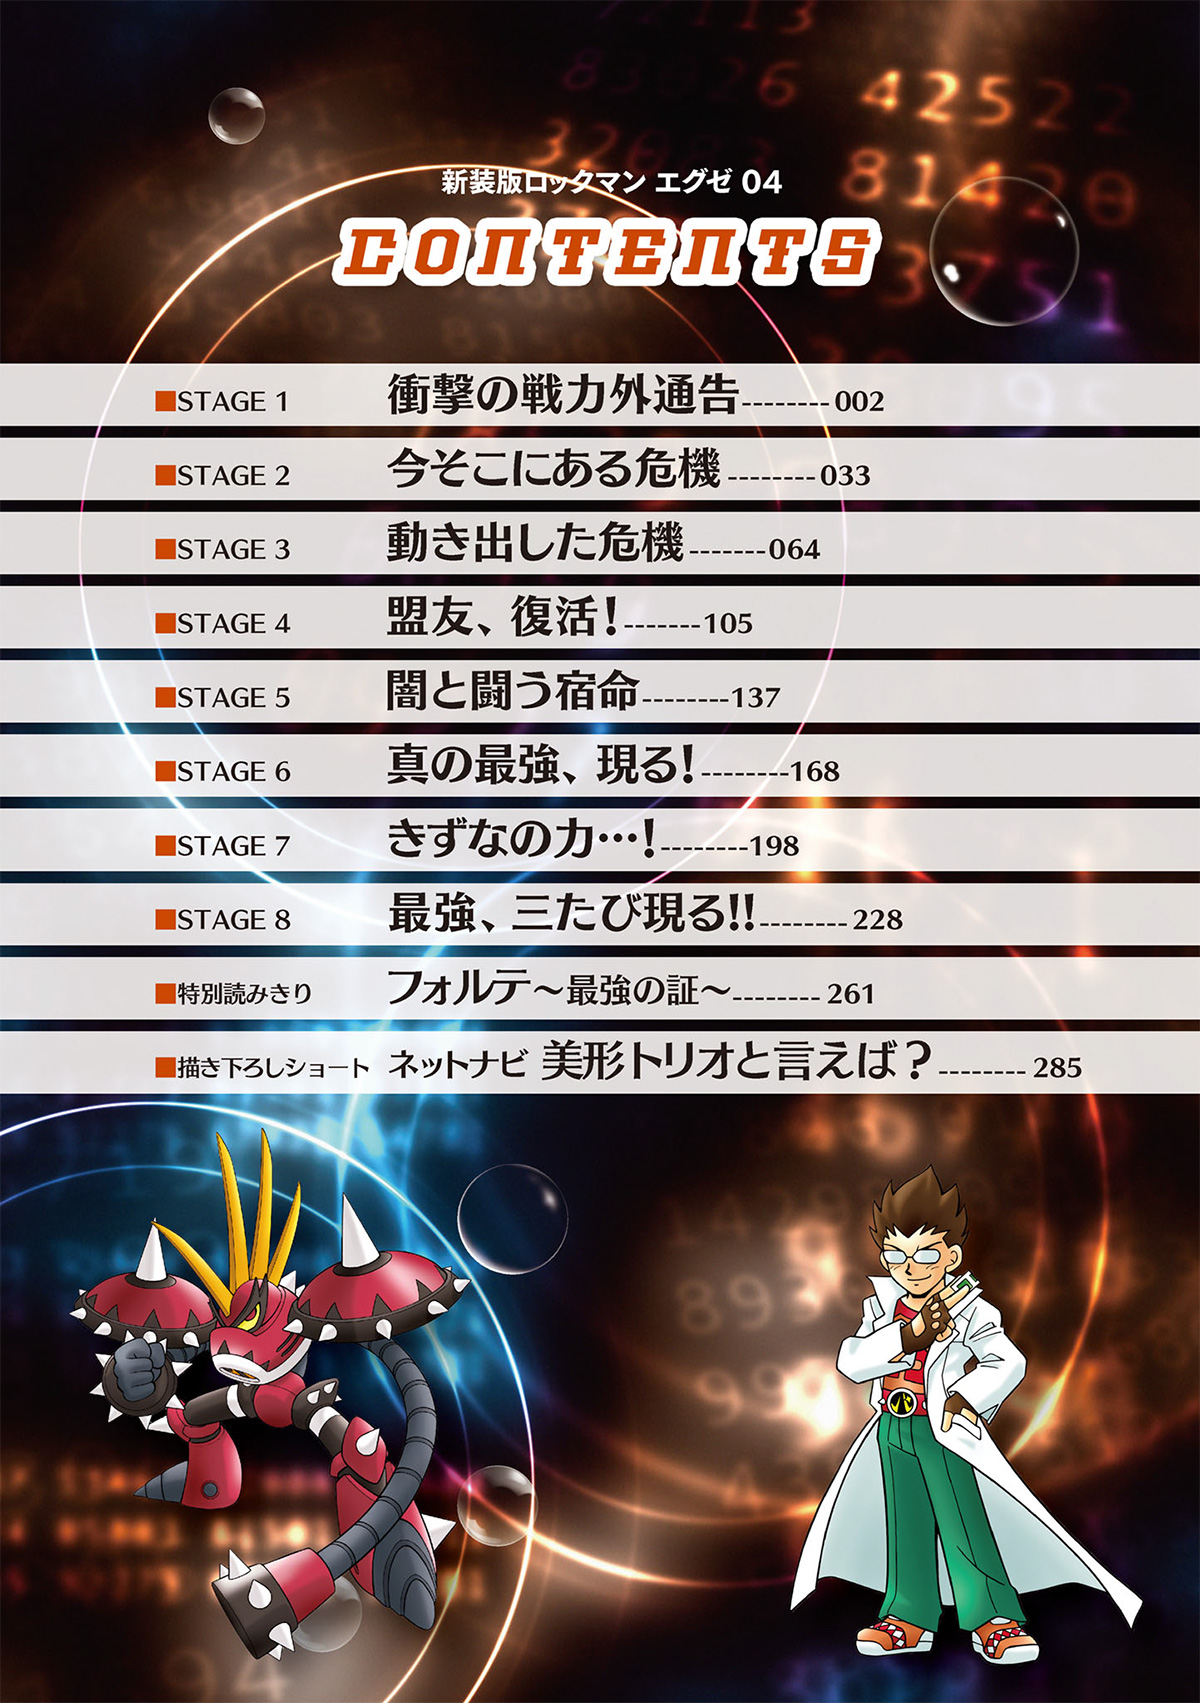 新装版ロックマン エグゼ 04
CONTENTS
■STAGE 1 衝撃の戦力外通告--------002
■STAGE 2 今そこにある危機--------033
■STAGE 3 動き出した危機-------064
■STAGE 4 盟友、復活!-------105
■STAGE 5 闇と闘う宿命--------137
■STAGE 6 真の最強、現る!--------168
■STAGE 7 きずなの力…!--------198
■STAGE 8 最強、三たび現る!!--------228
■特別読みきり フォルテ～最強の証～--------261
■描き下ろしショート ネットナビ 美形トリオと言えば?--------285
42522